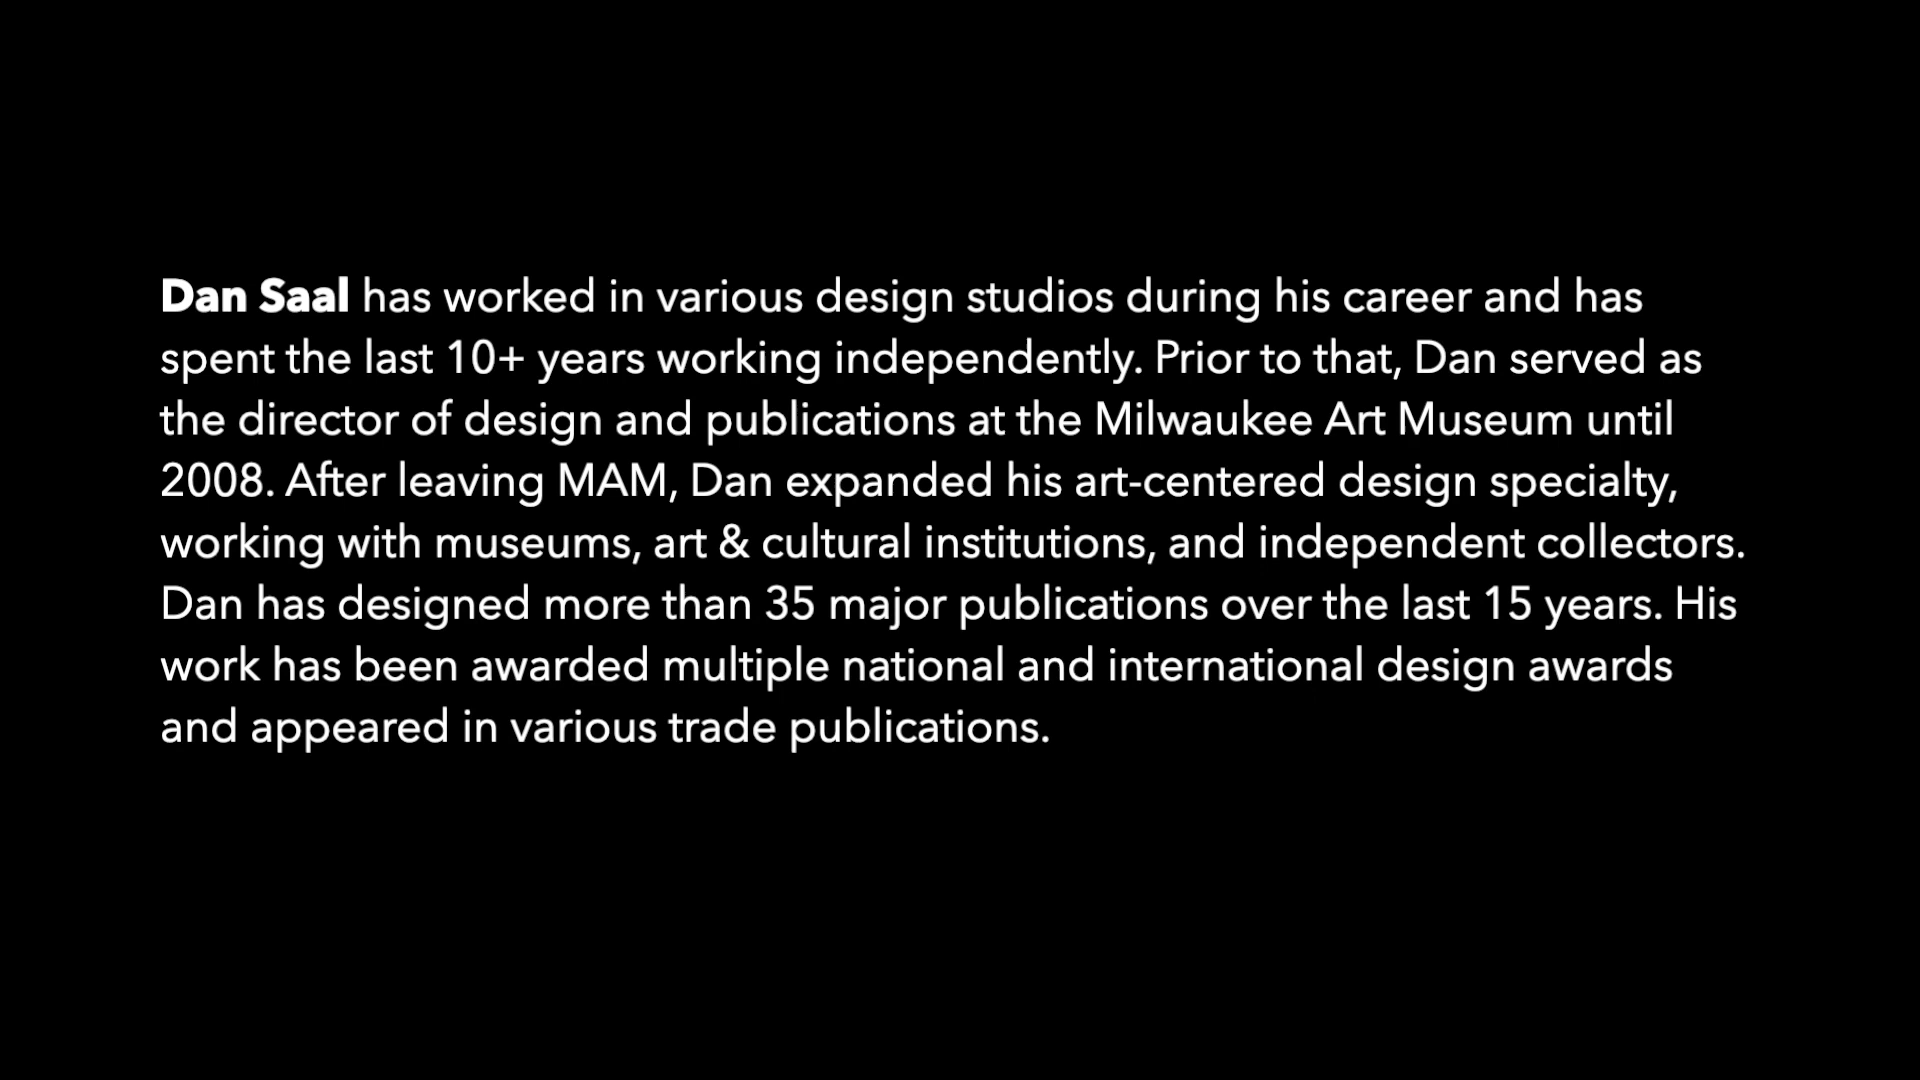 Dan Saal has worked in various design studios during his career and has
spent the last 10+ years working independently. Prior to that, Dan served as
the director of design and publications at the Milwaukee Art Museum until
2008. After leaving MAM, Dan expanded his art-centered design specialty,
working with museums, art & cultural institutions, and independent collectors.
Dan has designed more than 35 major publications over the last 15 years. His
work has been awarded multiple national and international design awards
and appeared in various trade publications.